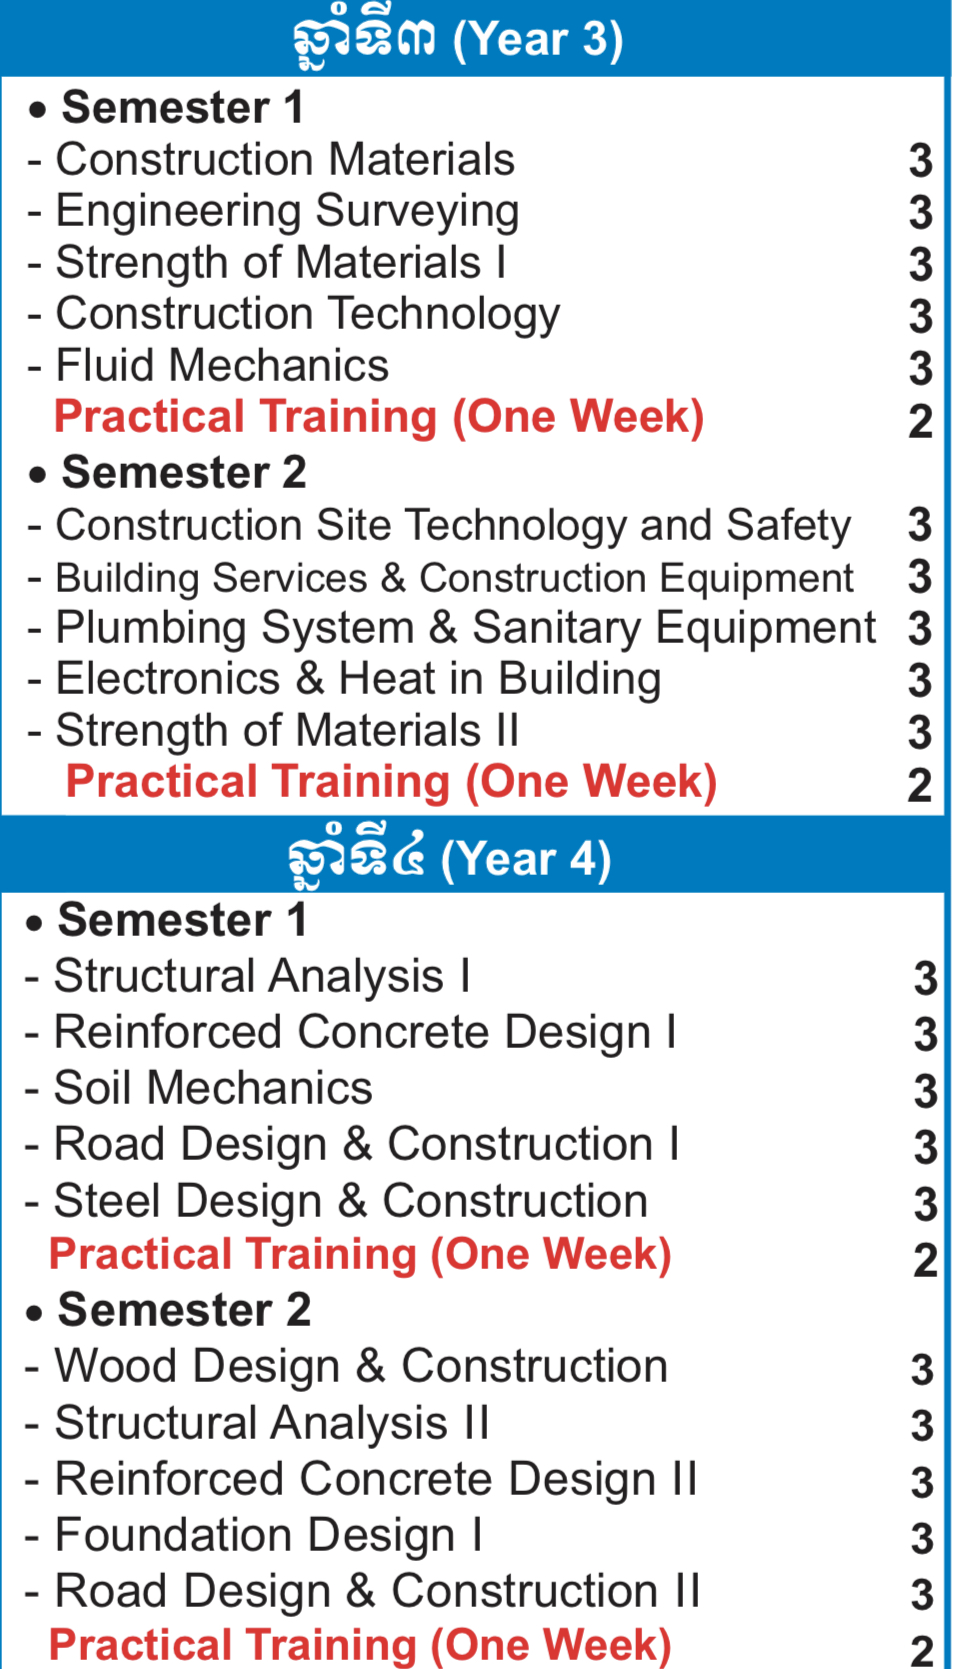 ឆ្នាំទី៣ (Year 3)
• Semester 1
- Construction Materials 3
- Engineering Surveying 3
- Strength of Materials I 3
- Construction Technology 3
- Fluid Mechanics 3
Practical Training (One Week) 2
• Semester 2
- Construction Site Technology and Safety 3
- Building Services & Construction Equipment 3
- Plumbing System & Sanitary Equipment 3
- Electronics & Heat in Building 3
- Strength of Materials II 3
Practical Training (One Week) 2
ឆ្នាំទី៤ (Year 4)
• Semester 1
- Structural Analysis I 3
- Reinforced Concrete Design I 3
- Soil Mechanics 3
- Road Design & Construction I 3
- Steel Design & Construction 3
Practical Training (One Week) 2
• Semester 2
- Wood Design & Construction 3
- Structural Analysis II 3
- Reinforced Concrete Design II 3
- Foundation Design I 3
- Road Design & Construction II 3
Practical Training (One Week) 2